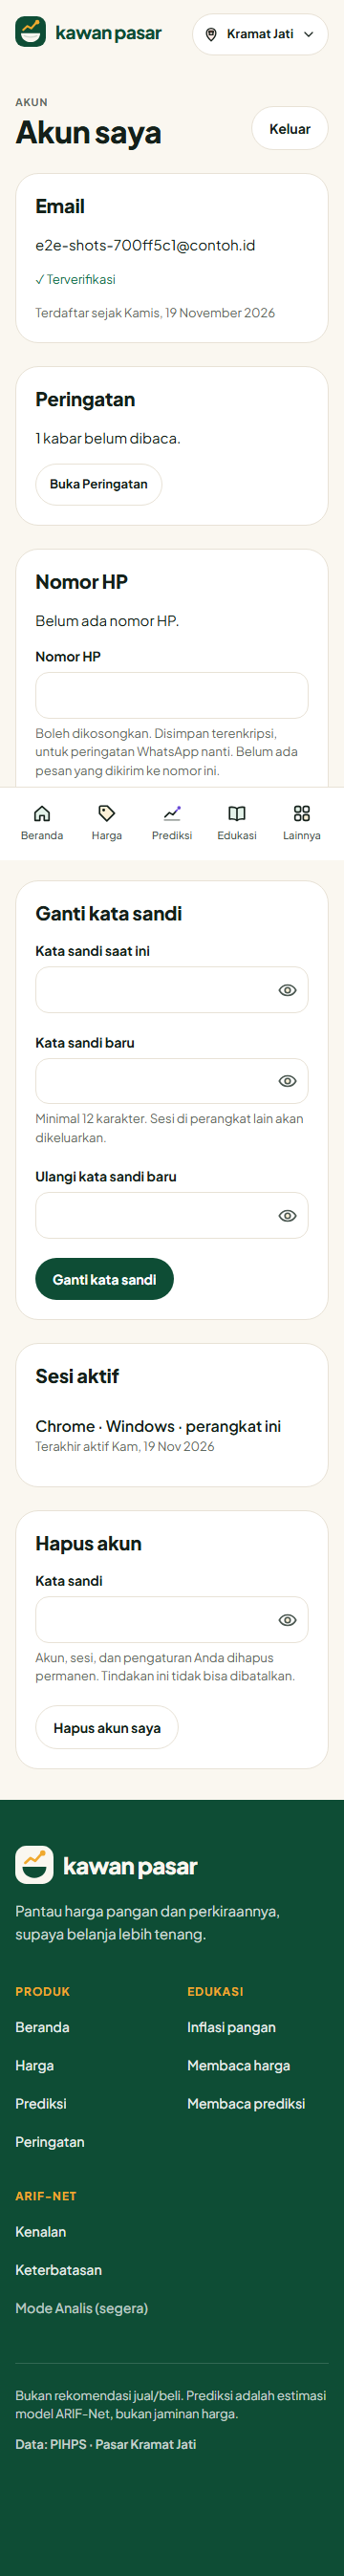 kawan pasar
Kramat Jati
AKUN
Akun saya
Keluar
Email
e2e-shots-700ff5c1@contoh.id
✓ Terverifikasi
Terdaftar sejak Kamis, 19 November 2026
Peringatan
1 kabar belum dibaca.
Buka Peringatan
Nomor HP
Belum ada nomor HP.
Nomor HP
Boleh dikosongkan. Disimpan terenkripsi,
untuk peringatan WhatsApp nanti. Belum ada
pesan yang dikirim ke nomor ini.
Beranda
Harga
Prediksi
Edukasi
Lainnya
Ganti kata sandi
Kata sandi saat ini
Kata sandi baru
Minimal 12 karakter. Sesi di perangkat lain akan
dikeluarkan.
Ulangi kata sandi baru
Ganti kata sandi
Sesi aktif
Chrome · Windows · perangkat ini
Terakhir aktif Kam, 19 Nov 2026
Hapus akun
Kata sandi
Akun, sesi, dan pengaturan Anda dihapus
permanen. Tindakan ini tidak bisa dibatalkan.
Hapus akun saya
kawan pasar
Pantau harga pangan dan perkiraannya,
supaya belanja lebih tenang.
PRODUK
Beranda
Harga
Prediksi
Peringatan
EDUKASI
Inflasi pangan
Membaca harga
Membaca prediksi
ARIF-NET
Kenalan
Keterbatasan
Mode Analis (segera)
Bukan rekomendasi jual/beli. Prediksi adalah estimasi
model ARIF-Net, bukan jaminan harga.
Data: PIHPS · Pasar Kramat Jati